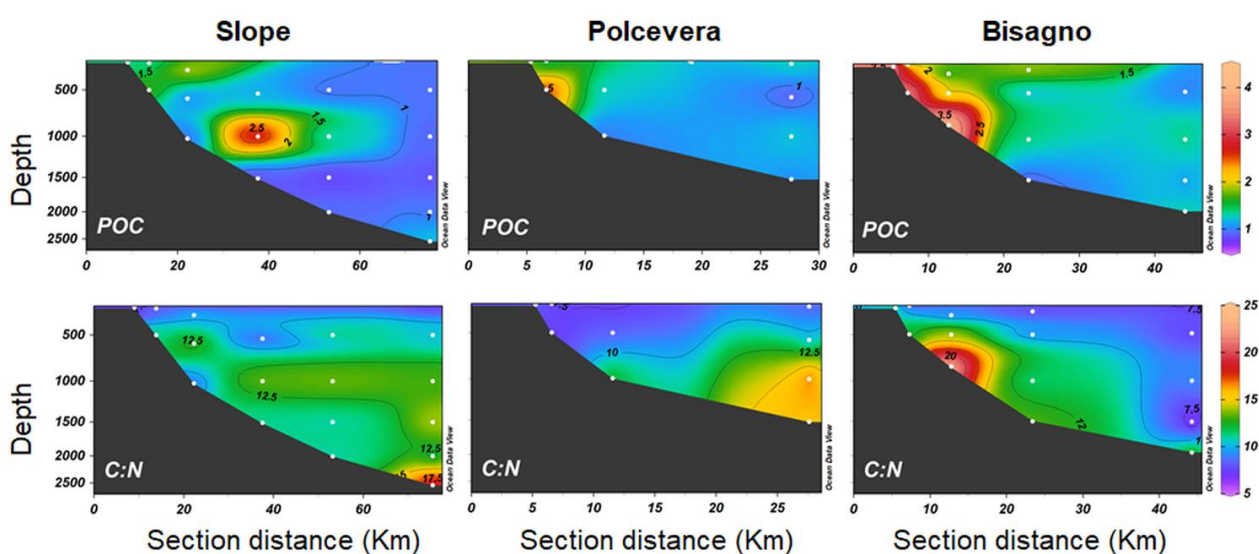 Slope Polcevera Bisagno
Depth
500
1000
1500
2000
2500
0 20 40 60
1.5
2.5
2
1.5
1
1
POC
Ocean Data View
0 5 10 15 20 25 30
1
POC
Ocean Data View
0 10 20 30 40
2
1.5
3.5
2.5
POC
Ocean Data View
4
3
2
1
Depth
500
1000
1500
2000
2500
0 20 40 60
12.5
12.5
12.5
17.5
C:N
Ocean Data View
0 5 10 15 20 25
10
12.5
C:N
Ocean Data View
0 10 20 30 40
7.5
20
7.5
12
C:N
Ocean Data View
25
20
15
10
5
Section distance (Km) Section distance (Km) Section distance (Km)